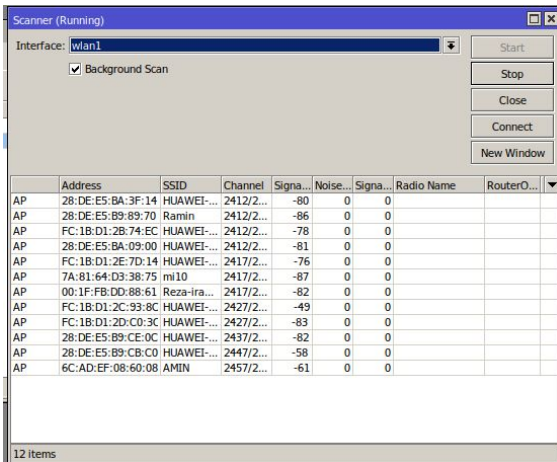 Scanner (Running)
Interface: wlan1
Start
Background Scan
Stop
Close
Connect
New Window
Address SSID Channel Signa... Noise... Signa... Radio Name RouterO...
AP 28:DE:E5:BA:3F:14 HUAWEI-... 2412/2... -80 0 0
AP 28:DE:E5:B9:89:70 Ramin 2412/2... -86 0 0
AP FC:1B:D1:2B:74:EC HUAWEI-... 2412/2... -78 0 0
AP 28:DE:E5:BA:09:00 HUAWEI-... 2412/2... -81 0 0
AP FC:1B:D1:2E:7D:14 HUAWEI-... 2417/2... -76 0 0
AP 7A:81:64:D3:38:75 mi10 2417/2... -87 0 0
AP 00:1F:FB:DD:88:61 Reza-ira... 2417/2... -82 0 0
AP FC:1B:D1:2C:93:8C HUAWEI-... 2427/2... -49 0 0
AP FC:1B:D1:2D:C0:3C HUAWEI-... 2427/2... -83 0 0
AP 28:DE:E5:B9:CE:0C HUAWEI-... 2437/2... -82 0 0
AP 28:DE:E5:B9:CB:C0 HUAWEI-... 2447/2... -58 0 0
AP 6C:AD:EF:08:60:08 AMIN 2457/2... -61 0 0
12 items